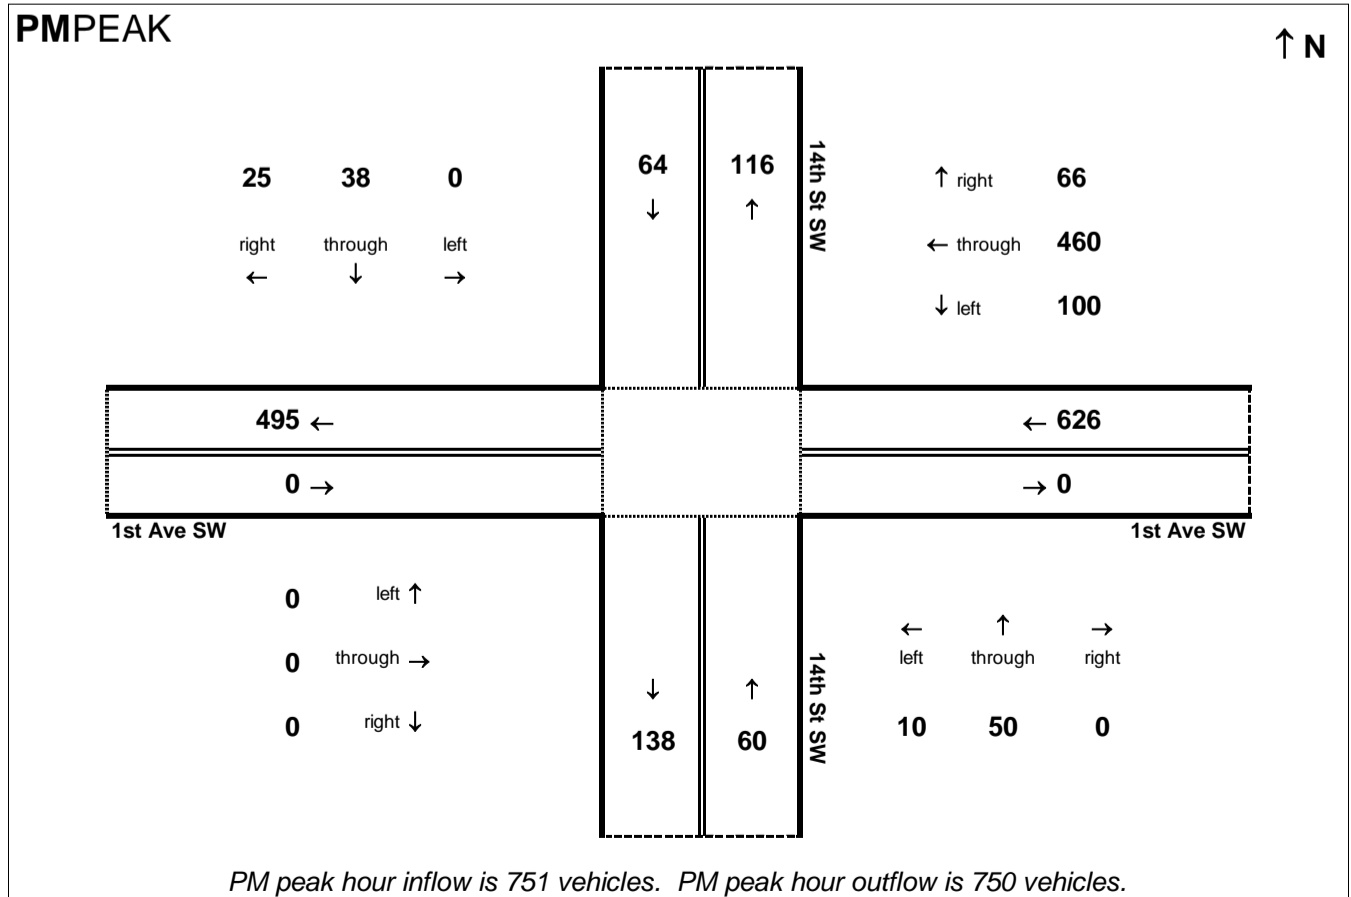 PMPEAK
↑ N
64 116
↓ ↑
14th St SW
25 38 0
right through left
← ↓ →
↑ right 66
← through 460
↓ left 100
495 ←
0 →
← 626
→ 0
1st Ave SW
1st Ave SW
0 left ↑
0 through →
0 right ↓
↓ ↑
138 60
14th St SW
← ↑ →
left through right
10 50 0
PM peak hour inflow is 751 vehicles. PM peak hour outflow is 750 vehicles.